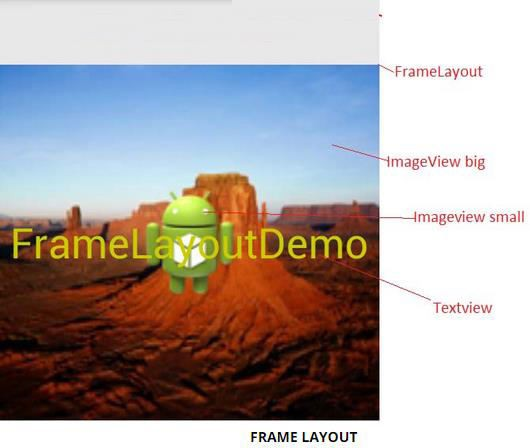 FrameLayout
ImageView big
Imageview small
FrameLayoutDemo
Textview
FRAME LAYOUT